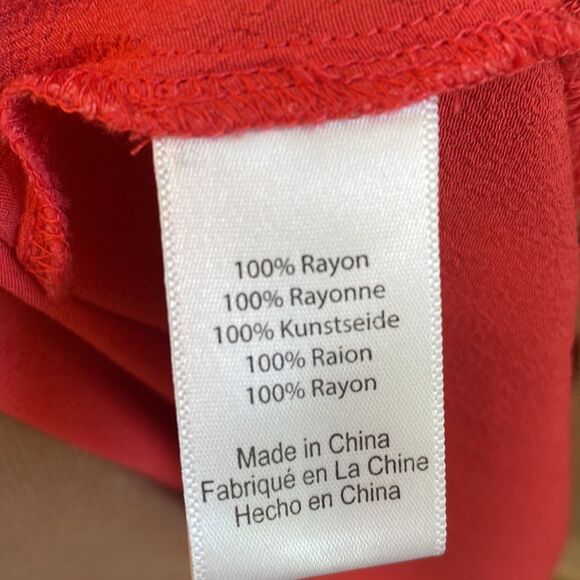 100% Rayon
100% Rayonne
100% Kunstseide
100% Raion
100% Rayon
Made in China
Fabriqué en La Chine
Hecho en China